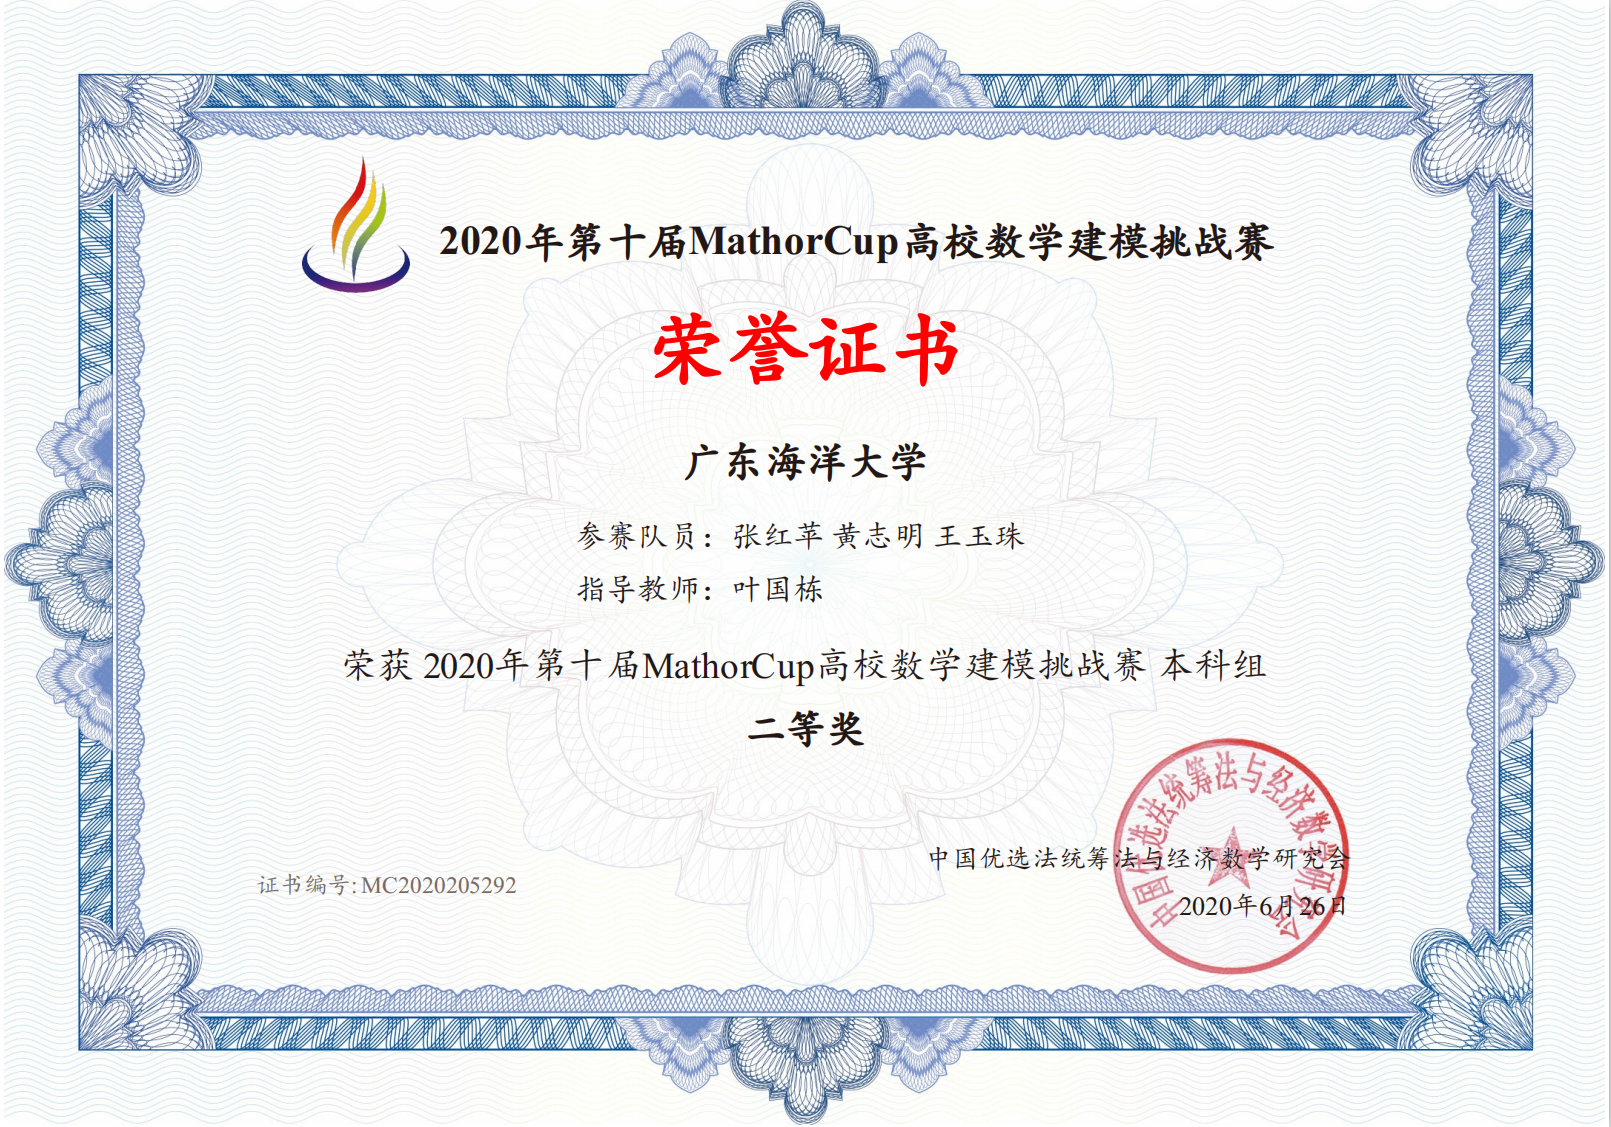 2020年第十届MathorCup高校数学建模挑战赛
荣誉证书
广东海洋大学
参赛队员：张红苹 黄志明 王玉珠
指导教师：叶国栋
荣获 2020年第十届MathorCup高校数学建模挑战赛 本科组
二等奖
中国优选法统筹法与经济数学研究会
证书编号: MC2020205292
2020年6月26日
中国优选法统筹法与经济数学研究会